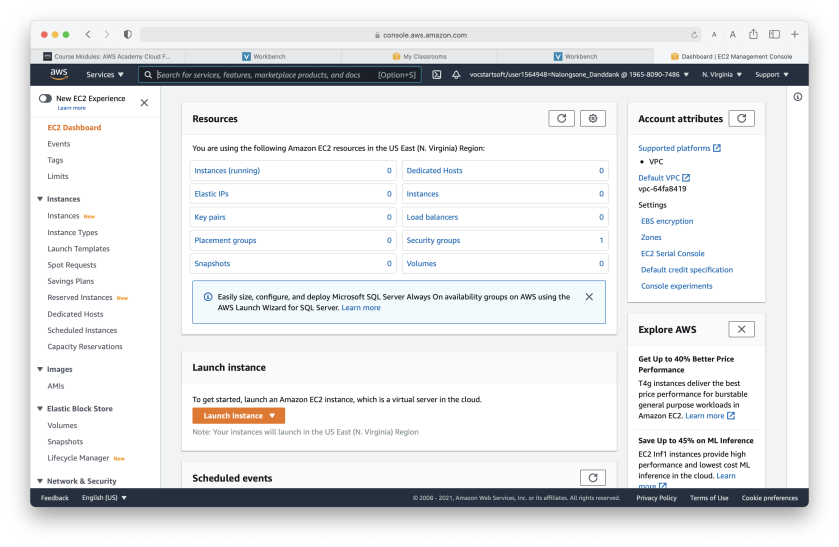 console.aws.amazon.com
A A
Course Modules: AWS Academy Cloud F...
Workbench
My Classrooms
Workbench
Dashboard | EC2 Management Console
aws
Services
Search for services, features, marketplace products, and docs
[Option+S]
vocstartsoft/user1564948=Nalongsone_Danddank @ 1965-8090-7486
N. Virginia
Support
New EC2 Experience
Learn more
EC2 Dashboard
Events
Tags
Limits
Instances
Instances New
Instance Types
Launch Templates
Spot Requests
Savings Plans
Reserved Instances New
Dedicated Hosts
Scheduled Instances
Capacity Reservations
Images
AMIs
Elastic Block Store
Volumes
Snapshots
Lifecycle Manager New
Network & Security
Resources
You are using the following Amazon EC2 resources in the US East (N. Virginia) Region:
Instances (running) 0
Dedicated Hosts 0
Elastic IPs 0
Instances 0
Key pairs 0
Load balancers 0
Placement groups 0
Security groups 1
Snapshots 0
Volumes 0
Easily size, configure, and deploy Microsoft SQL Server Always On availability groups on AWS using the
AWS Launch Wizard for SQL Server. Learn more
Launch instance
To get started, launch an Amazon EC2 instance, which is a virtual server in the cloud.
Launch instance
Note: Your instances will launch in the US East (N. Virginia) Region
Scheduled events
Account attributes
Supported platforms
VPC
Default VPC
vpc-64fa8419
Settings
EBS encryption
Zones
EC2 Serial Console
Default credit specification
Console experiments
Explore AWS
Get Up to 40% Better Price
Performance
T4g instances deliver the best
price performance for burstable
general purpose workloads in
Amazon EC2. Learn more
Save Up to 45% on ML Inference
EC2 Inf1 instances provide high
performance and lowest cost ML
inference in the cloud. Learn
more
Feedback
English (US)
© 2008 - 2021, Amazon Web Services, Inc. or its affiliates. All rights reserved.
Privacy Policy
Terms of Use
Cookie preferences